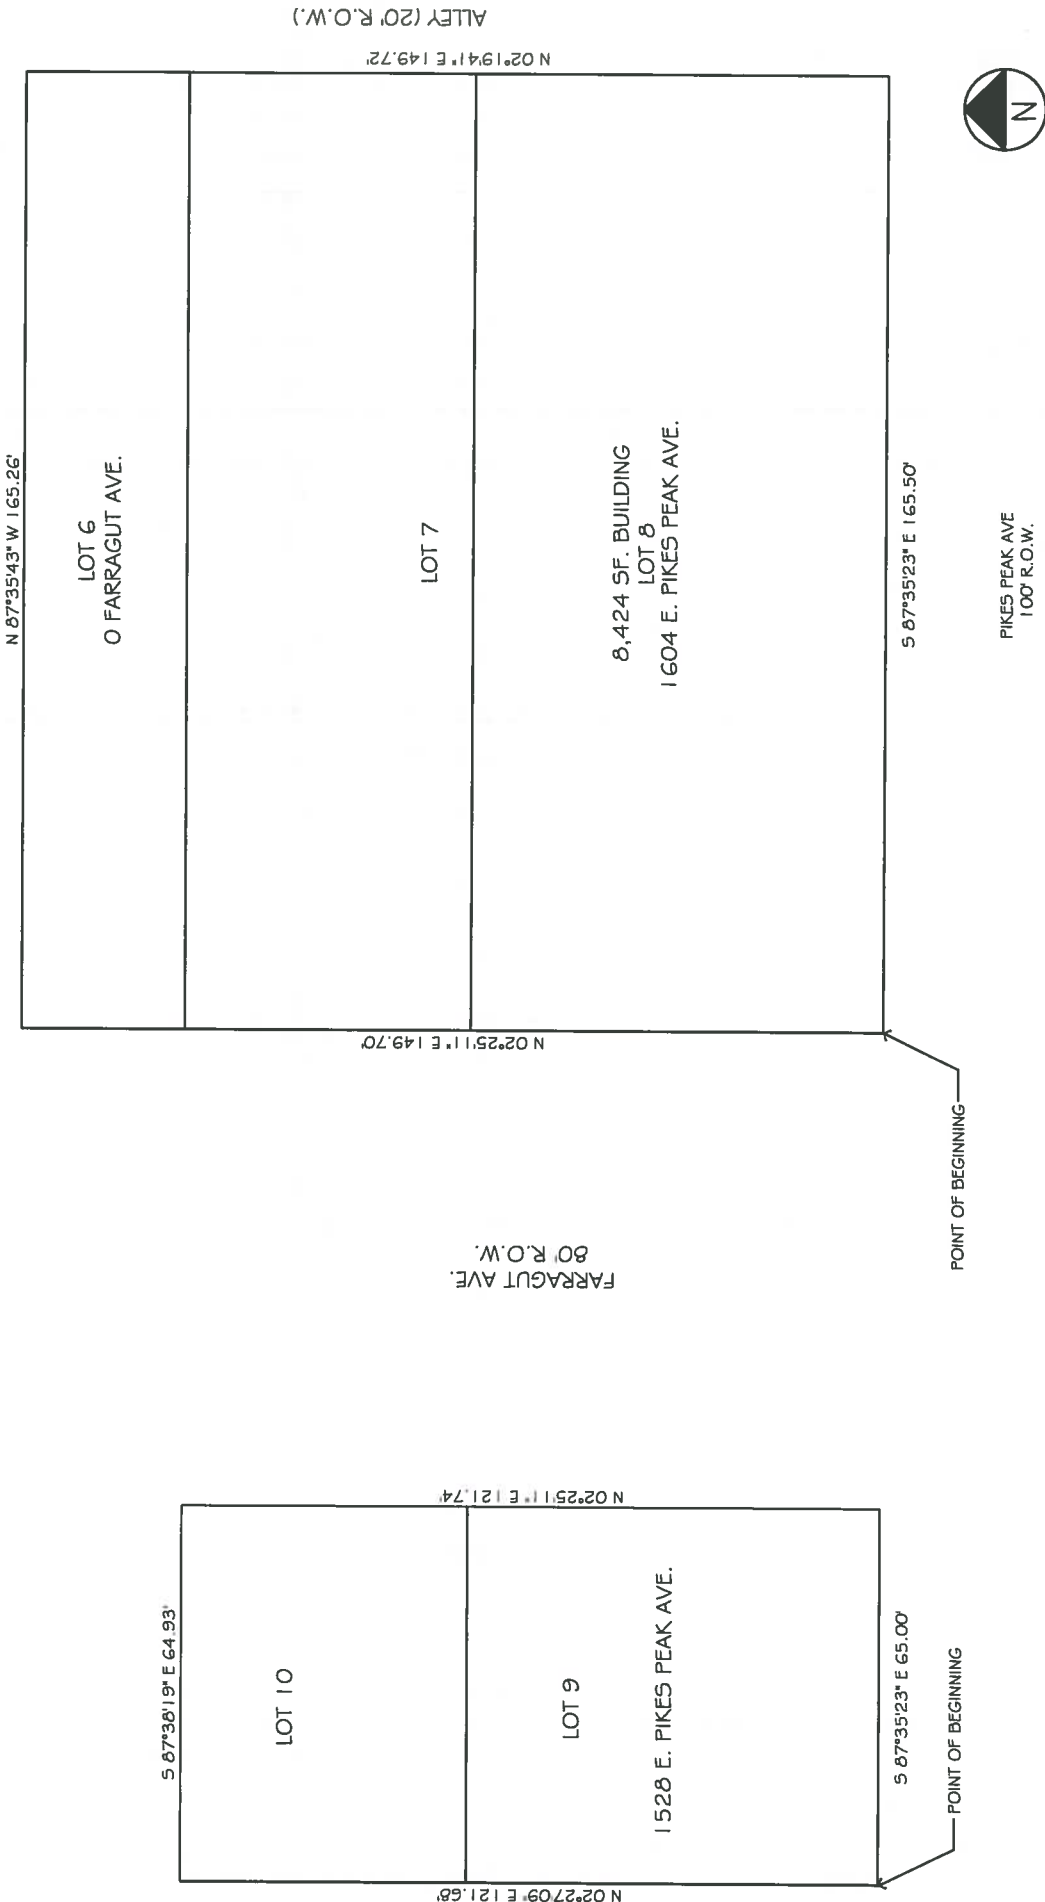 ALLEY (20' R.O.W.)
N 02°19'41" E 149.72'
N 87°35'43" W 165.26'
LOT 6
0 FARRAGUT AVE.
LOT 7
8,424 SF. BUILDING
LOT 8
1604 E. PIKES PEAK AVE.
S 87°35'23" E 165.50'
PIKES PEAK AVE
100' R.O.W.
N
N 02°25'11" E 149.70'
POINT OF BEGINNING
FARRAGUT AVE.
80' R.O.W.
N 02°25'11" E 121.74'
S 87°38'19" E 64.93'
LOT 10
LOT 9
1528 E. PIKES PEAK AVE.
S 87°35'23" E 65.00'
POINT OF BEGINNING
N 02°27'09" E 121.68'